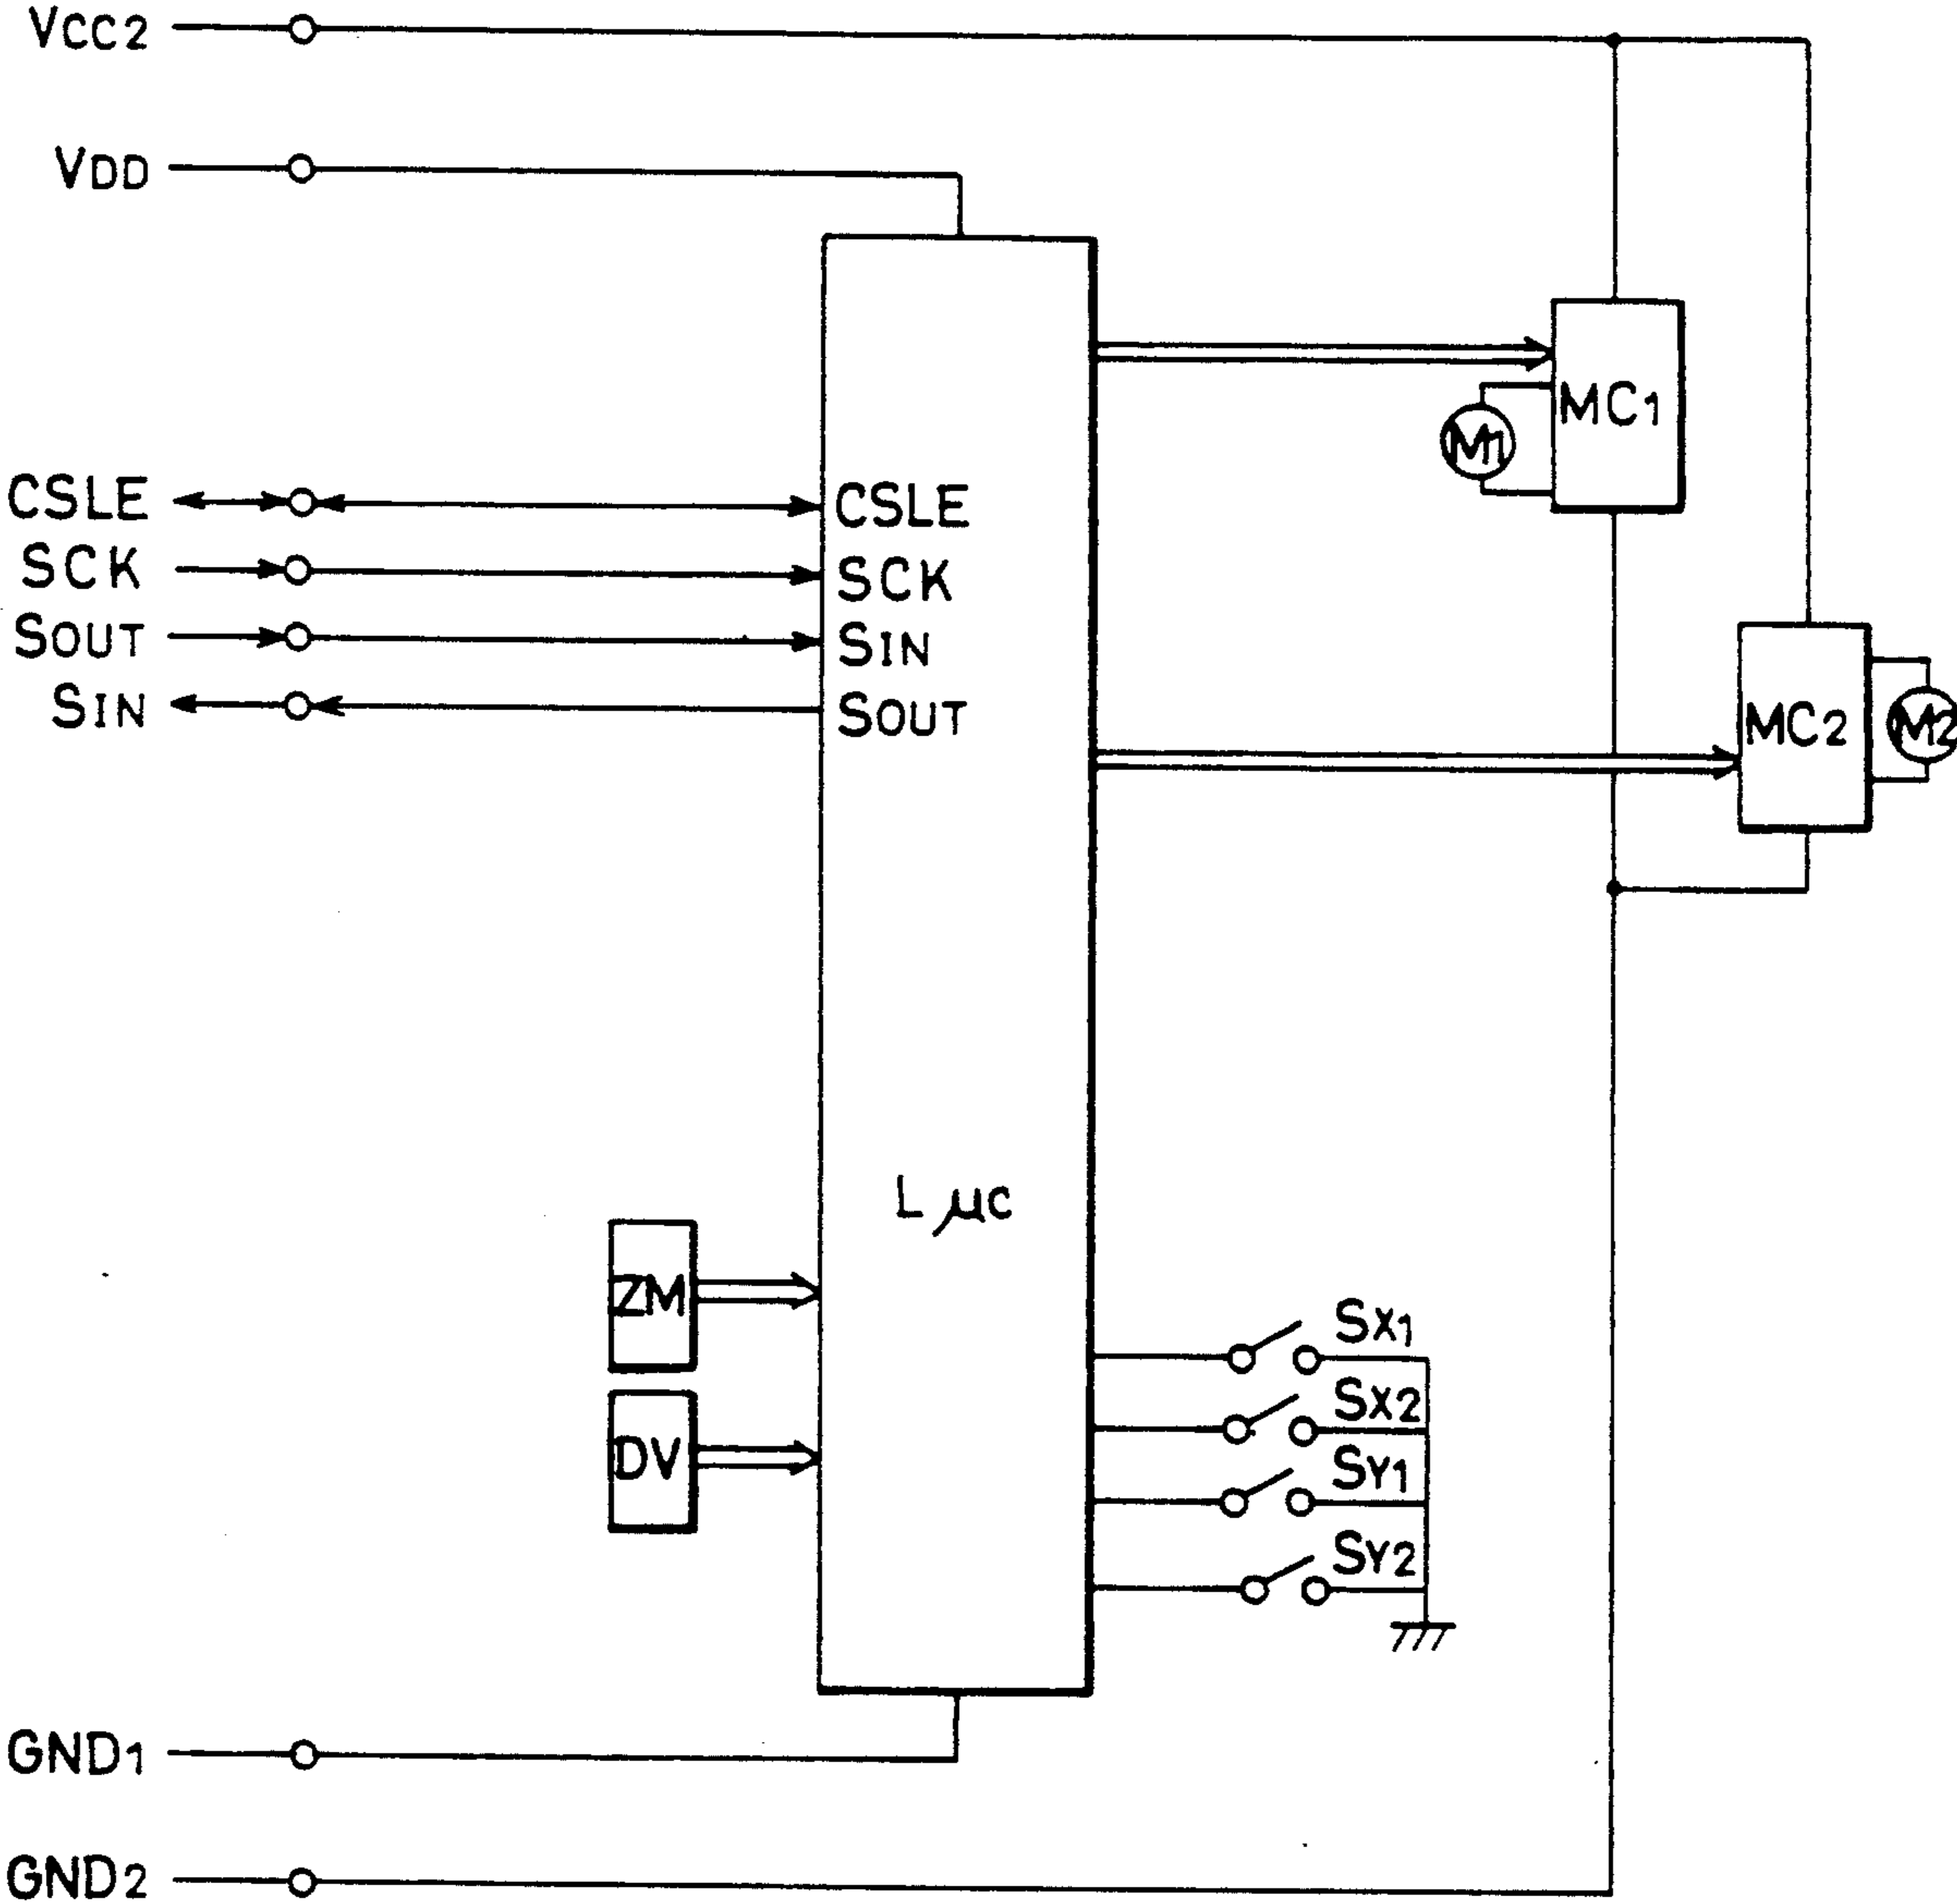 VCC2
VDD
MC1
M1
CSLE CSLE
SCK SCK
SOUT SIN
SIN SOUT
MC2 M2
LμC
ZM
SX1
SX2
DV
SY1
SY2
GND1
GND2